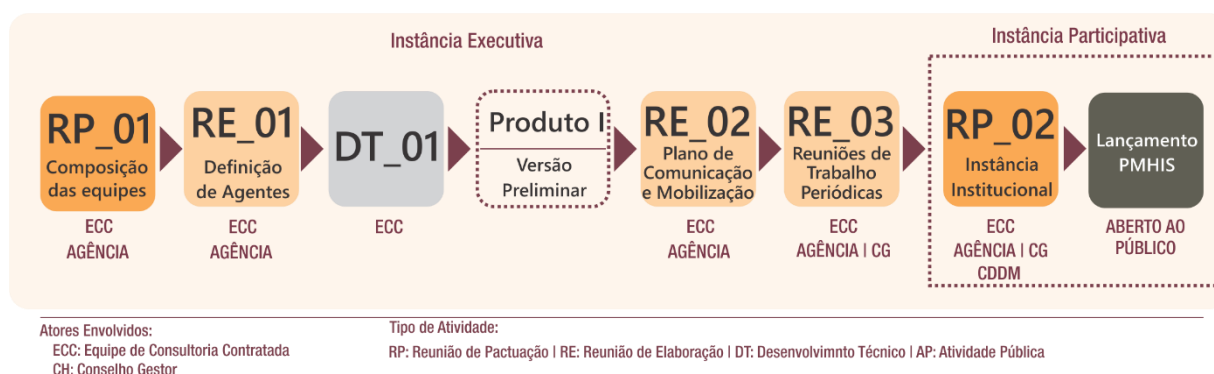 Instância Executiva
Instância Participativa
RP_01
Composição
das equipes
ECC
AGÊNCIA
RE_01
Definição
de Agentes
ECC
AGÊNCIA
DT_01
ECC
Produto I
Versão
Preliminar
RE_02
Plano de
Comunicação
e Mobilização
ECC
AGÊNCIA
RE_03
Reuniões de
Trabalho
Periódicas
ECC
AGÊNCIA | CG
RP_02
Instância
Institucional
ECC
AGÊNCIA | CG
CDDM
Lançamento
PMHIS
ABERTO AO
PÚBLICO
Atores Envolvidos:
ECC: Equipe de Consultoria Contratada
CH: Conselho Gestor
Tipo de Atividade:
RP: Reunião de Pactuação | RE: Reunião de Elaboração | DT: Desenvolvimnto Técnico | AP: Atividade Pública